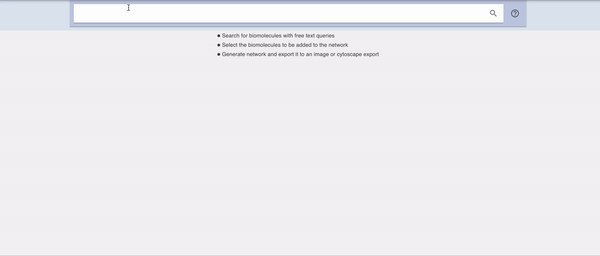 ● Search for biomolecules with free text queries
● Select the biomolecules to be added to the network
● Generate network and export it to an image or cytoscape export